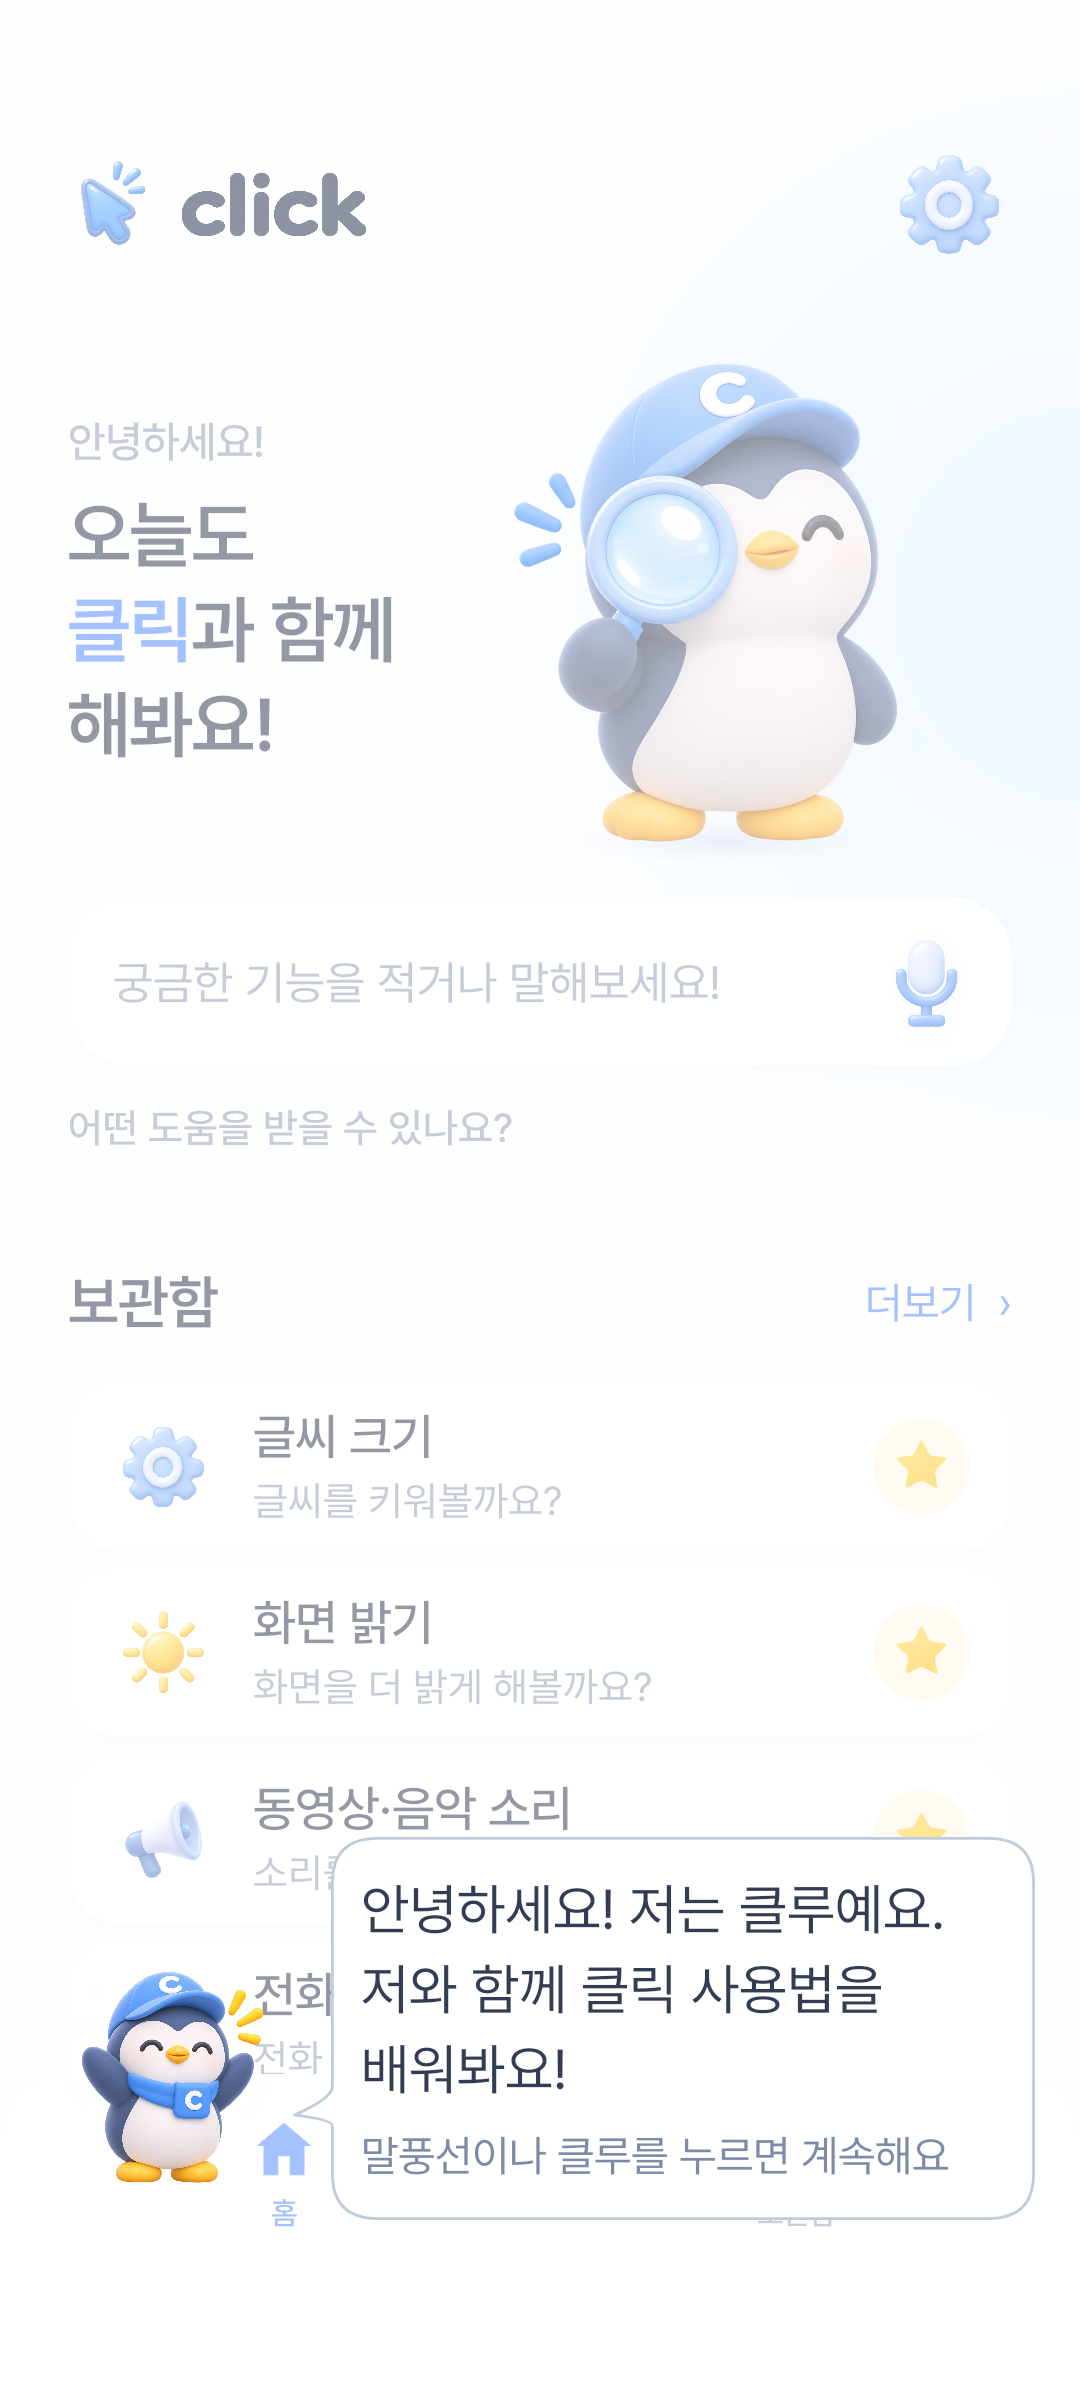 click
안녕하세요!
오늘도
클릭과 함께
해봐요!
궁금한 기능을 적거나 말해보세요!
어떤 도움을 받을 수 있나요?
보관함
더보기 ›
글씨 크기
글씨를 키워볼까요?
화면 밝기
화면을 더 밝게 해볼까요?
동영상·음악 소리
전화
전화
안녕하세요! 저는 클루예요.
저와 함께 클릭 사용법을
배워봐요!
말풍선이나 클루를 누르면 계속해요
홈